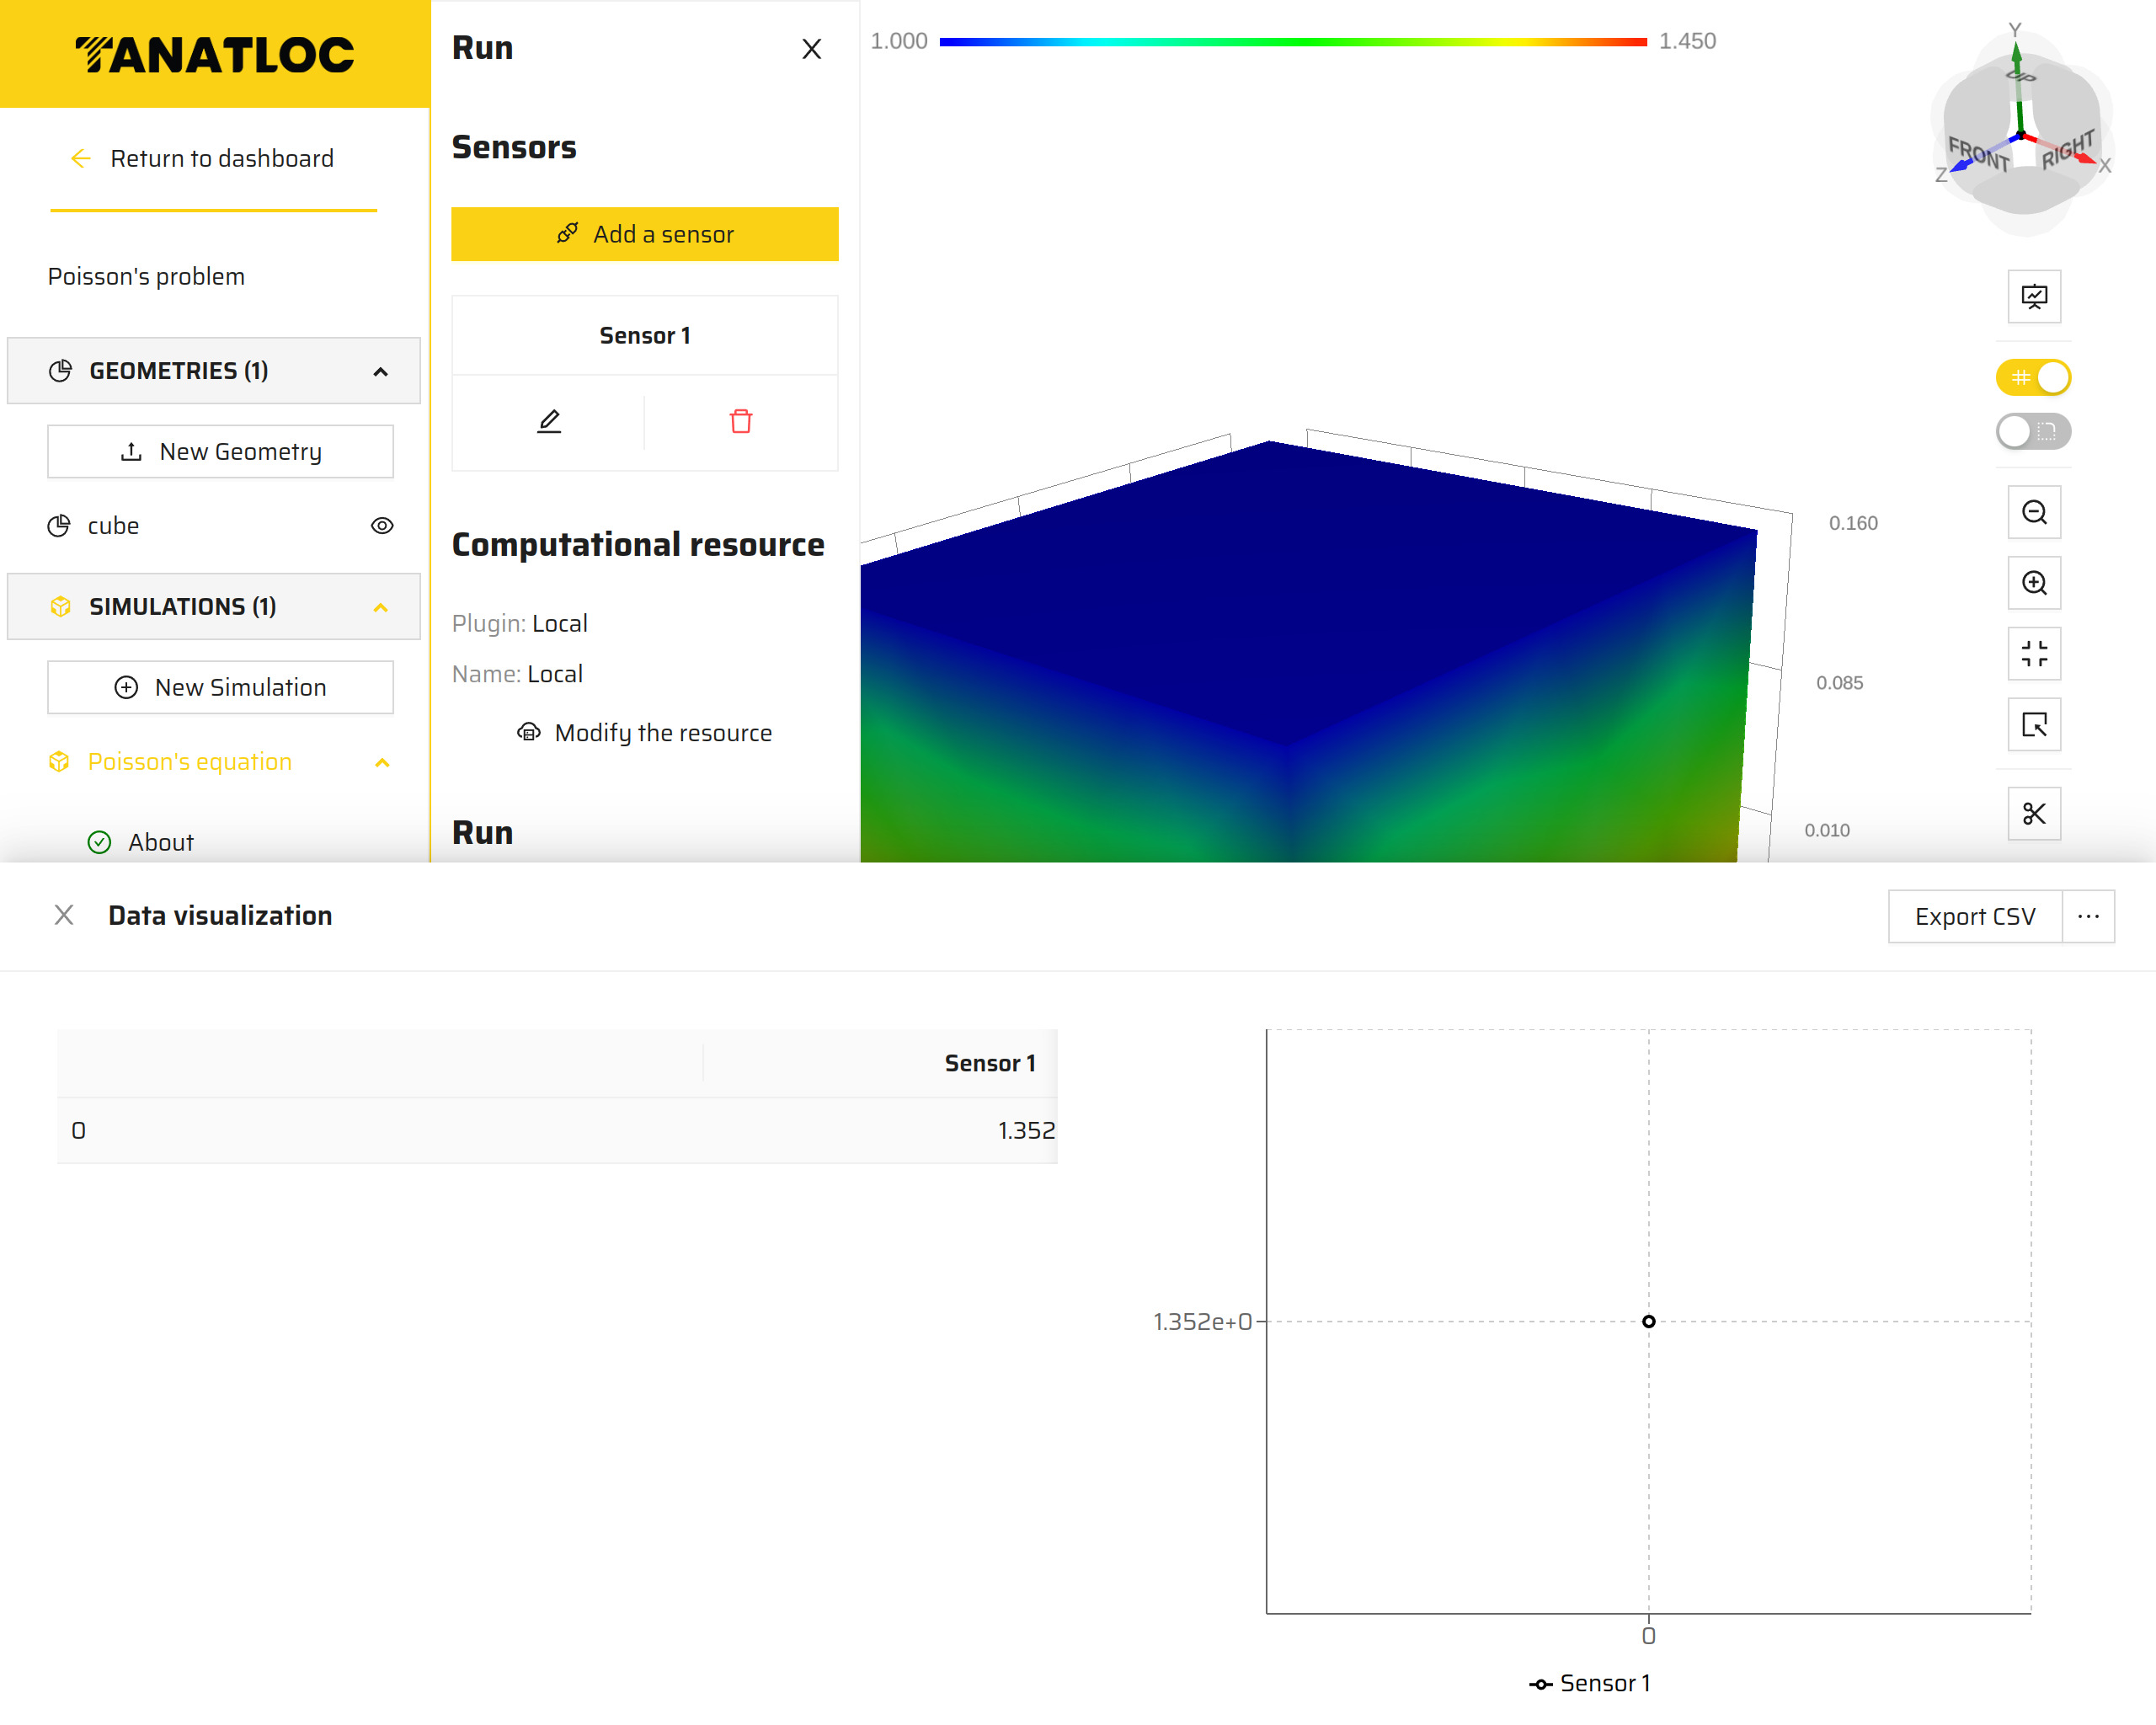 TANATLOC
Return to dashboard
Poisson's problem
GEOMETRIES (1)
New Geometry
cube
SIMULATIONS (1)
New Simulation
Poisson's equation
About
Run
Sensors
Add a sensor
Sensor 1
Computational resource
Plugin: Local
Name: Local
Modify the resource
Run
1.000
1.450
Y
UP
FRONT
RIGHT
Z
X
0.160
0.085
0.010
Data visualization
Export CSV
Sensor 1
0
1.352
1.352e+0
0
Sensor 1